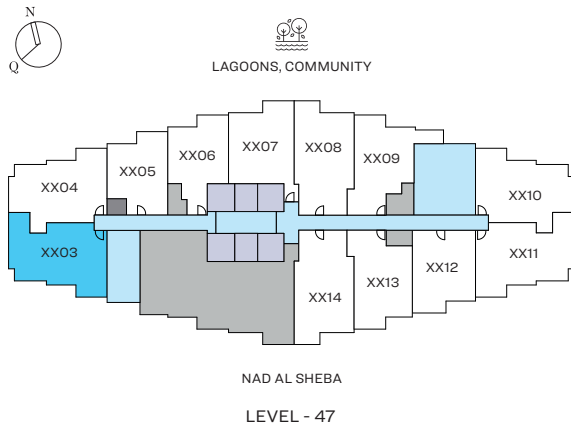 N
Q
LAGOONS, COMMUNITY
XX07
XX08
XX06
XX09
XX05
XX04
XX10
XX03
XX11
XX12
XX13
XX14
NAD AL SHEBA
LEVEL - 47